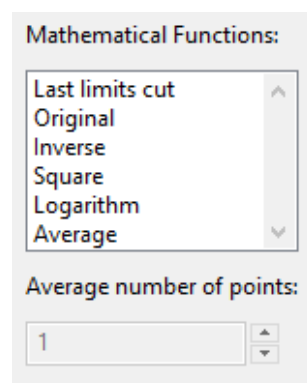 Mathematical Functions:
Last limits cut
Original
Inverse
Square
Logarithm
Average
Average number of points:
1